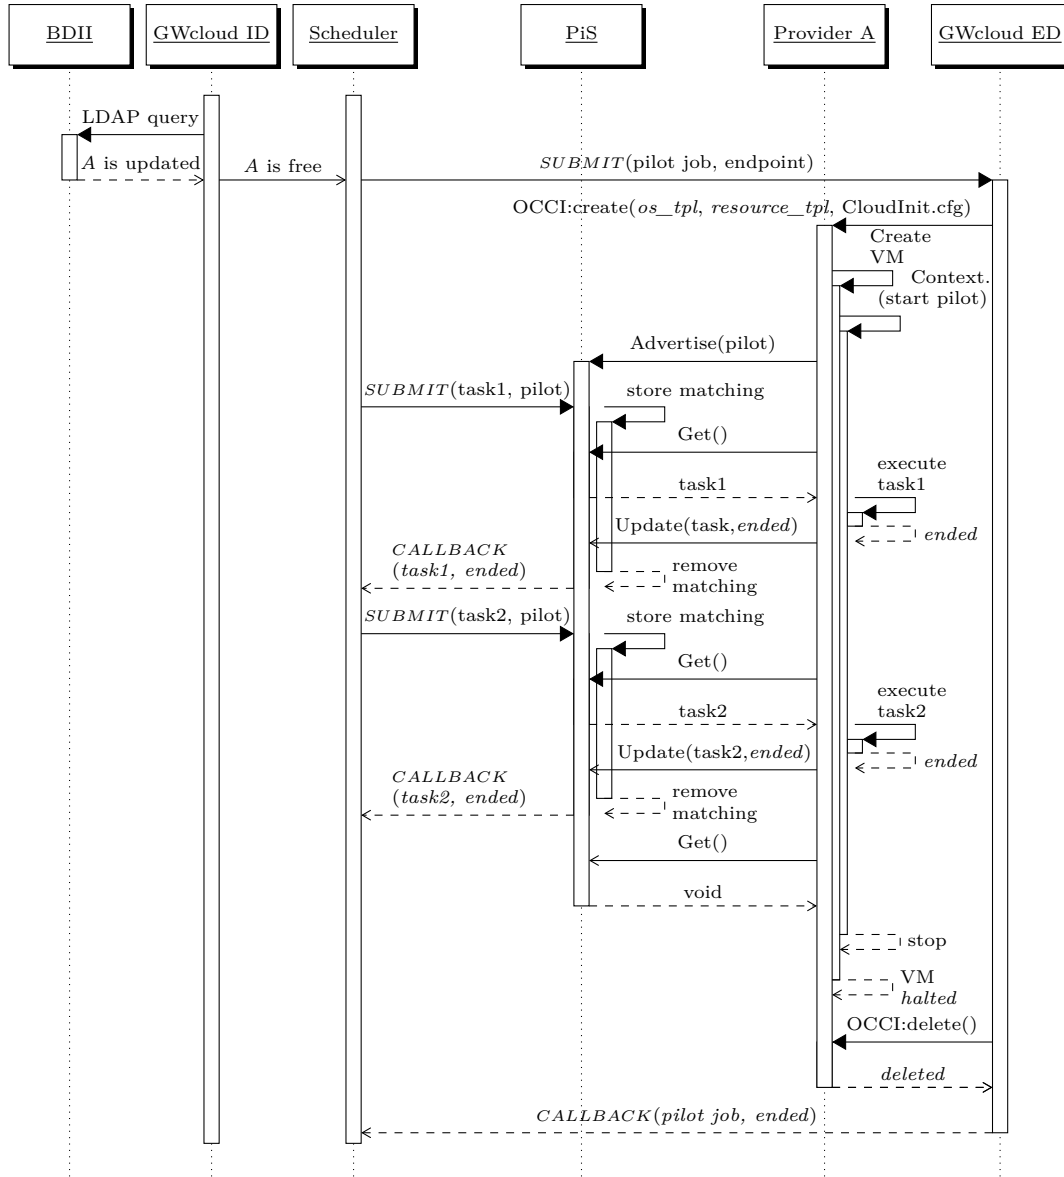 BDII
GWcloud ID
Scheduler
PiS
Provider A
GWcloud ED
LDAP query
A is updated
A is free
SUBMIT(pilot job, endpoint)
OCCI:create(os_tpl, resource_tpl, CloudInit.cfg)
Create
VM
Context.
(start pilot)
Advertise(pilot)
SUBMIT(task1, pilot)
store matching
Get()
execute
task1
task1
ended
Update(task,ended)
CALLBACK
(task1, ended)
remove
matching
SUBMIT(task2, pilot)
store matching
Get()
execute
task2
task2
ended
Update(task2,ended)
CALLBACK
(task2, ended)
remove
matching
Get()
void
stop
VM
halted
OCCI:delete()
deleted
CALLBACK(pilot job, ended)